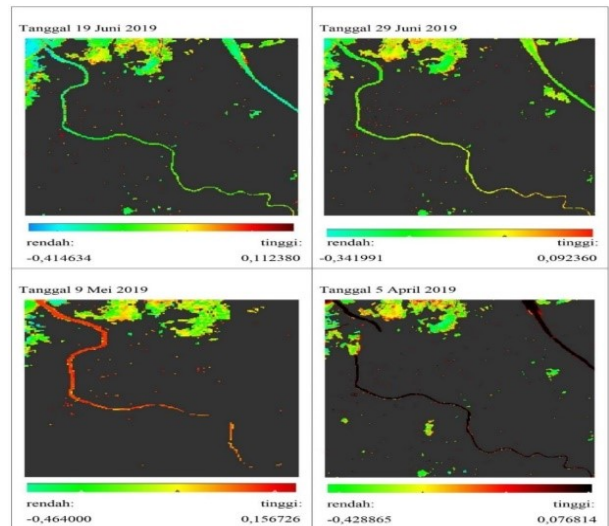 Tanggal 19 Juni 2019
rendah: tinggi:
-0,414634 0,112380
Tanggal 29 Juni 2019
rendah: tinggi:
-0,341991 0,092360
Tanggal 9 Mei 2019
rendah: tinggi:
-0,464000 0,156726
Tanggal 5 April 2019
rendah: tinggi:
-0,428865 0,076814